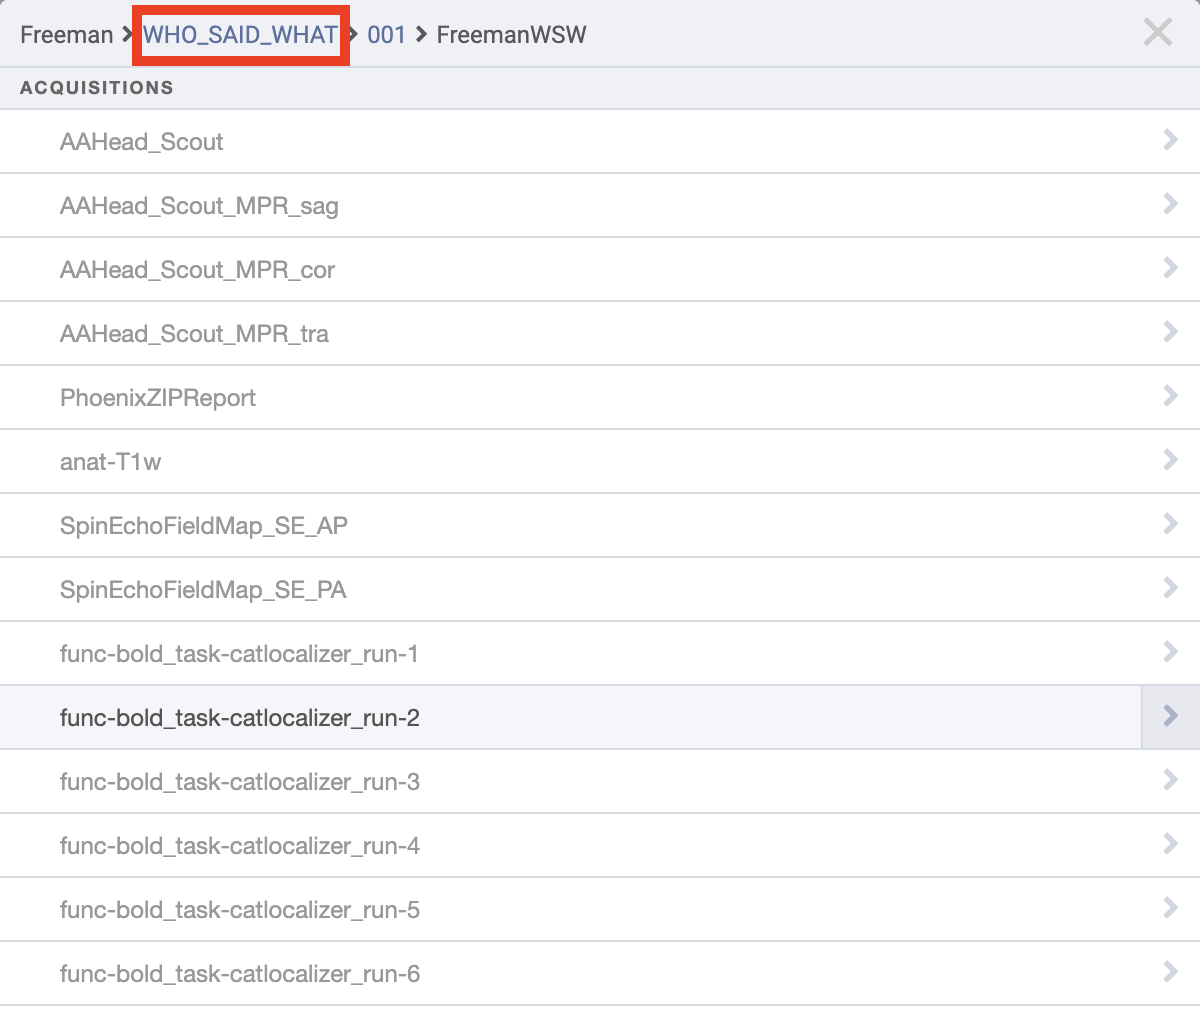 Freeman > WHO_SAID_WHAT > 001 > FreemanWSW
ACQUISITIONS
AAHead_Scout
AAHead_Scout_MPR_sag
AAHead_Scout_MPR_cor
AAHead_Scout_MPR_tra
PhoenixZIPReport
anat-T1w
SpinEchoFieldMap_SE_AP
SpinEchoFieldMap_SE_PA
func-bold_task-catlocalizer_run-1
func-bold_task-catlocalizer_run-2
func-bold_task-catlocalizer_run-3
func-bold_task-catlocalizer_run-4
func-bold_task-catlocalizer_run-5
func-bold_task-catlocalizer_run-6